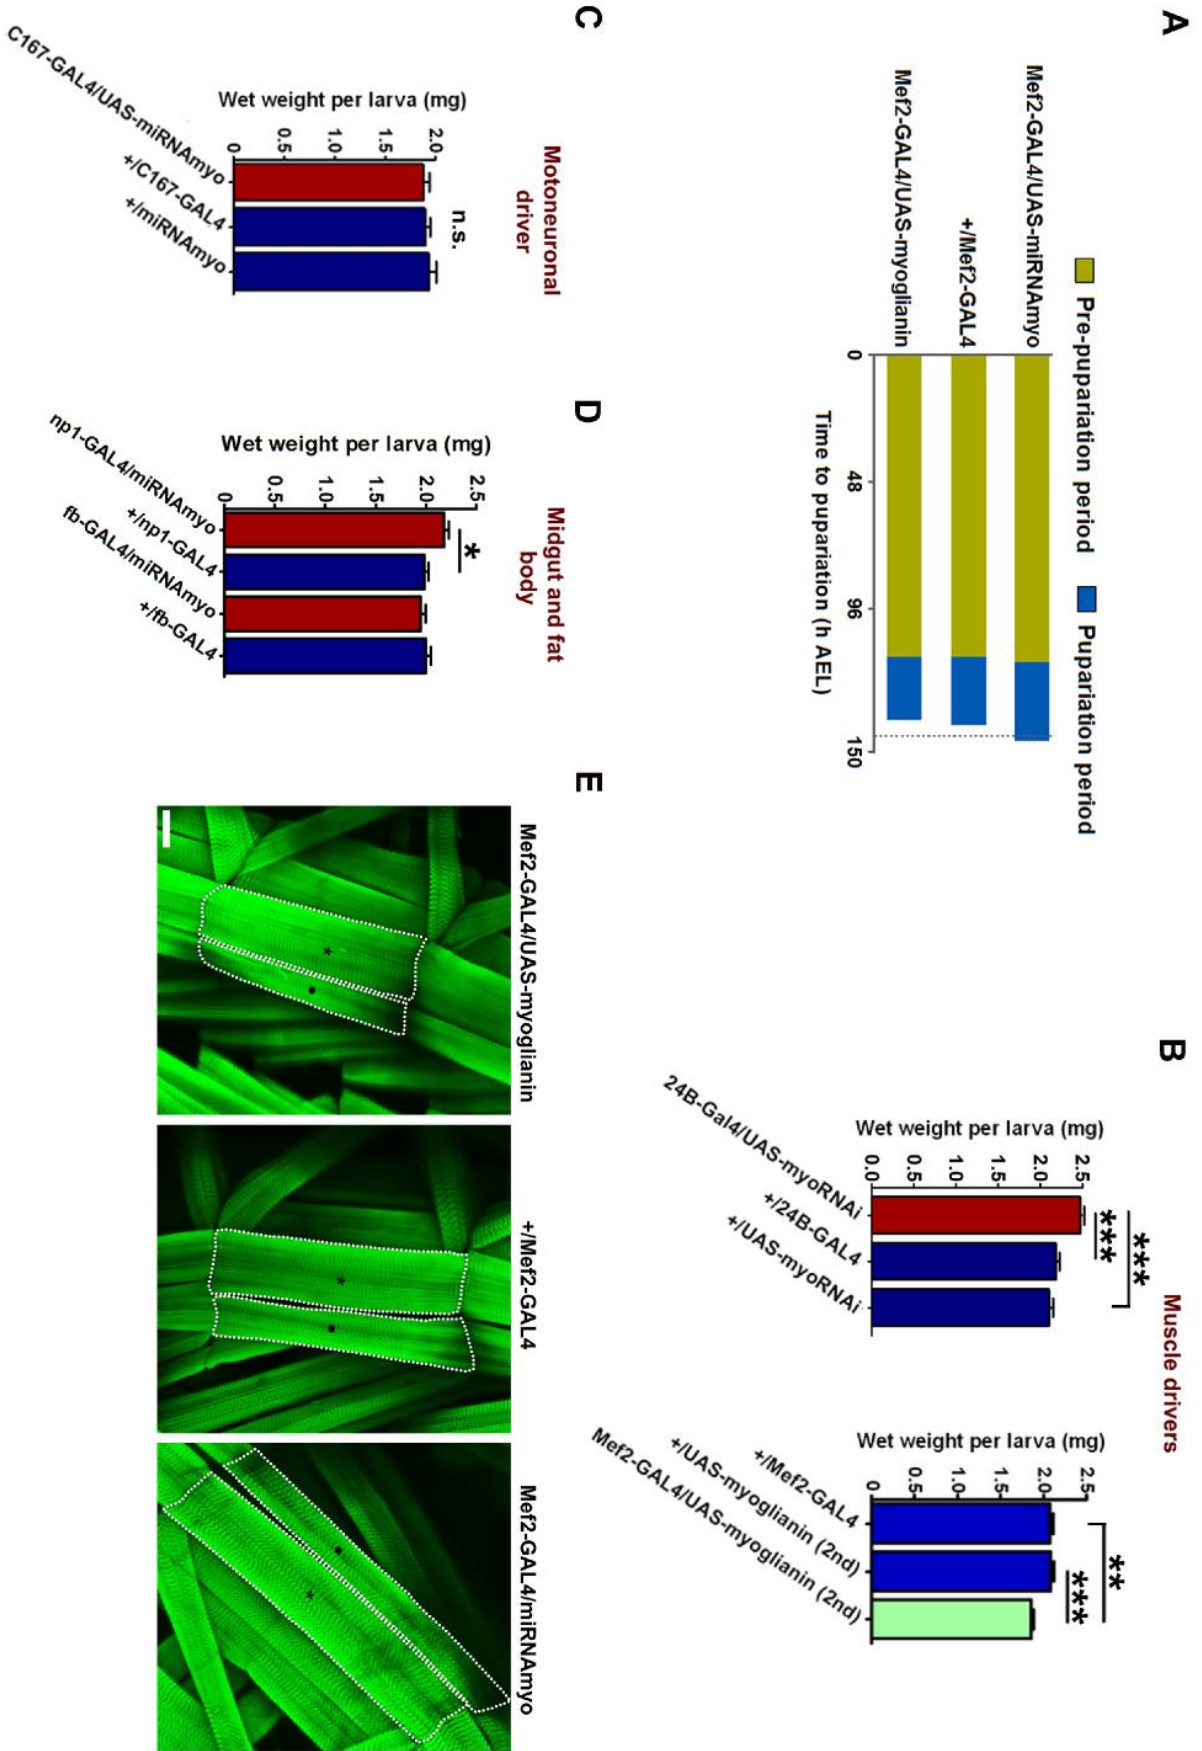 A
Pre-pupariation period
Pupariation period
Mef2-GAL4/UAS-miRNAmyo
+/Mef2-GAL4
Mef2-GAL4/UAS-myoglianin
0
48
96
150
Time to pupariation (h AEL)
B
Muscle drivers
Wet weight per larva (mg)
2.5
2.0
1.5
1.0
0.5
0.0
***
***
24B-Gal4/UAS-myoRNAi
+/24B-GAL4
+/UAS-myoRNAi
Wet weight per larva (mg)
2.5
2.0
1.5
1.0
0.5
0
**
***
+/Mef2-GAL4
+/UAS-myoglianin (2nd)
Mef2-GAL4/UAS-myoglianin (2nd)
C
Motoneuronal
driver
Wet weight per larva (mg)
2.0
1.5
1.0
0.5
0
n.s.
C167-GAL4/UAS-miRNAmyo
+/C167-GAL4
+/miRNAmyo
D
Midgut and fat
body
Wet weight per larva (mg)
2.5
2.0
1.5
1.0
0.5
0
*
np1-GAL4/miRNAmyo
+/np1-GAL4
fb-GAL4/miRNAmyo
+/fb-GAL4
E
Mef2-GAL4/UAS-myoglianin
+/Mef2-GAL4
Mef2-GAL4/miRNAmyo
*
*
*